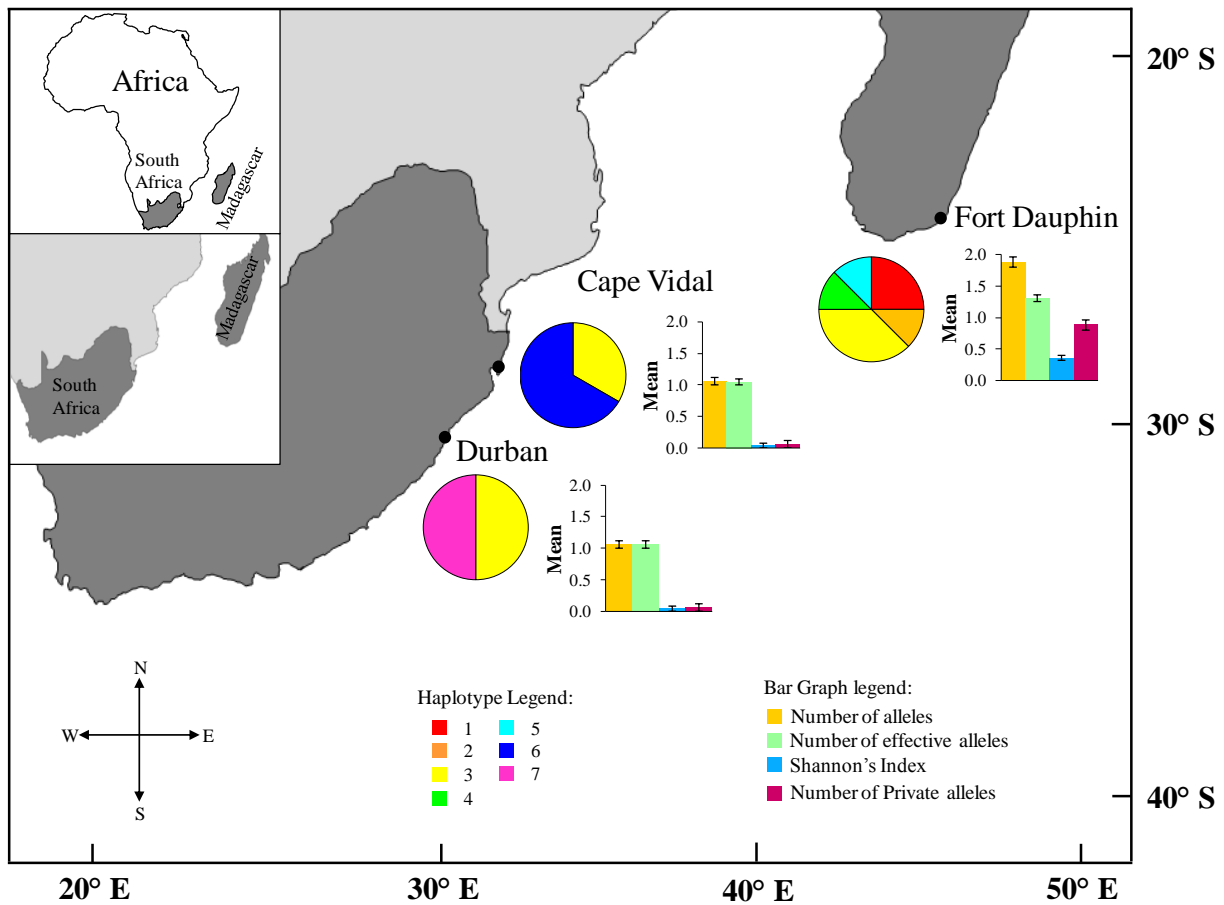 Africa
South
Africa
Madagascar
Madagascar
South
Africa
20° S
30° S
40° S
20° E
30° E
40° E
50° E
Fort Dauphin
Mean
2.0
1.5
1.0
0.5
0.0
Cape Vidal
Mean
2.0
1.5
1.0
0.5
0.0
Durban
Mean
2.0
1.5
1.0
0.5
0.0
N
W
E
S
Haplotype Legend:
1
2
3
4
5
6
7
Bar Graph legend:
Number of alleles
Number of effective alleles
Shannon's Index
Number of Private alleles